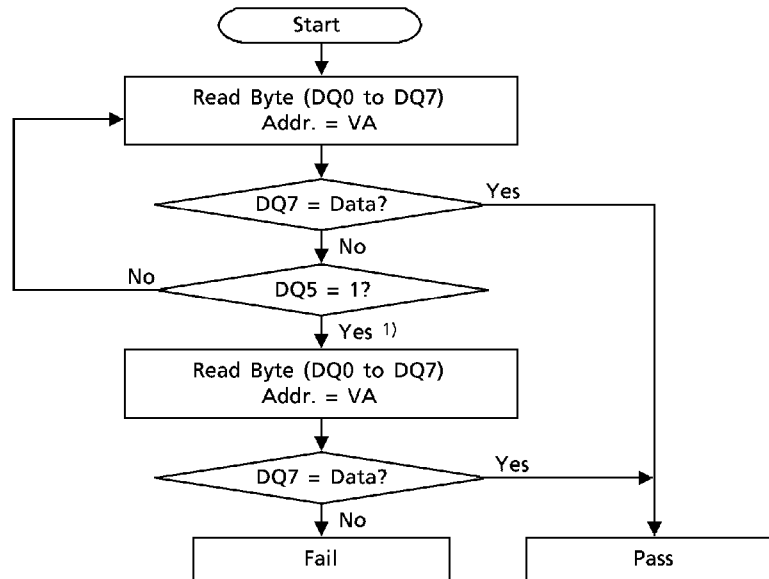 Start
Read Byte (DQ0 to DQ7)
Addr. = VA
DQ7 = Data?
Yes
No
No
DQ5 = 1?
Yes 1)
Read Byte (DQ0 to DQ7)
Addr. = VA
DQ7 = Data?
Yes
No
Fail
Pass